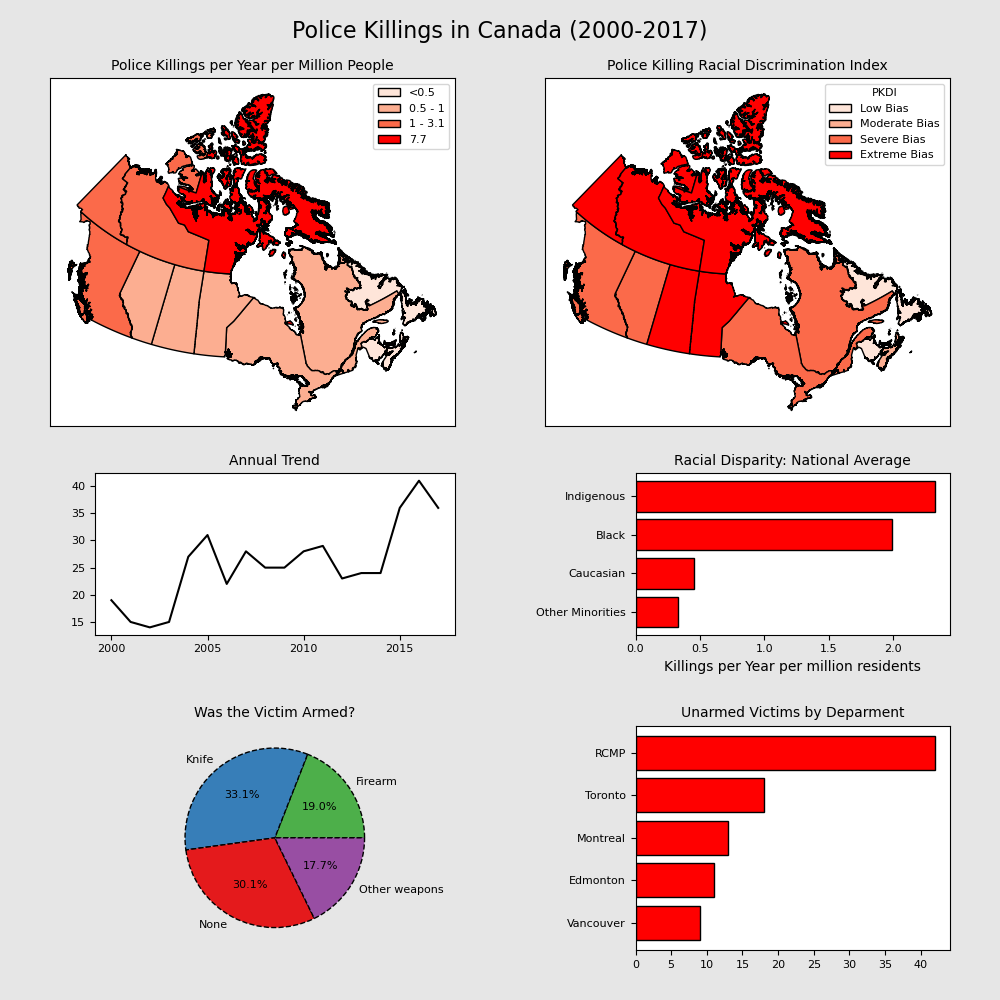 Police Killings in Canada (2000-2017)
Police Killings per Year per Million People
<0.5
0.5 - 1
1 - 3.1
7.7
Police Killing Racial Discrimination Index
PKDI
Low Bias
Moderate Bias
Severe Bias
Extreme Bias
Annual Trend
40
35
30
25
20
15
2000
2005
2010
2015
Racial Disparity: National Average
Indigenous
Black
Caucasian
Other Minorities
0.0
0.5
1.0
1.5
2.0
Killings per Year per million residents
Was the Victim Armed?
Knife
Firearm
33.1%
19.0%
17.7%
30.1%
Other weapons
None
Unarmed Victims by Deparment
RCMP
Toronto
Montreal
Edmonton
Vancouver
0
5
10
15
20
25
30
35
40